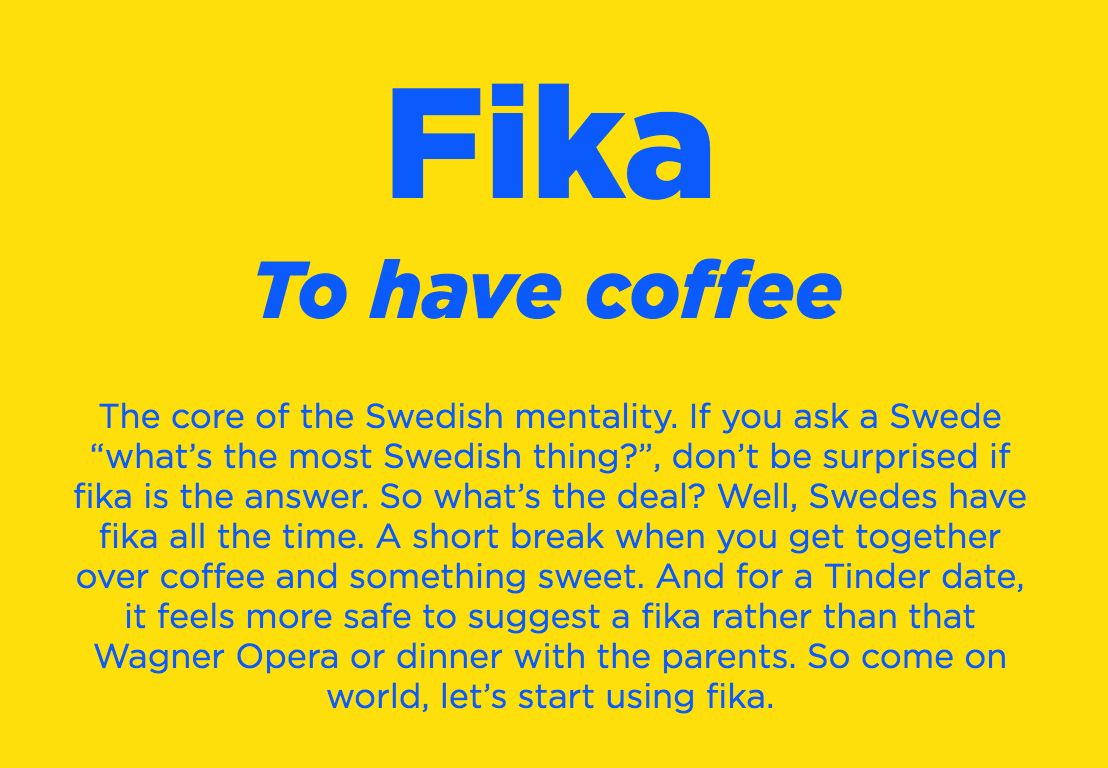 Fika
To have coffee
The core of the Swedish mentality. If you ask a Swede
“what’s the most Swedish thing?”, don’t be surprised if
fika is the answer. So what’s the deal? Well, Swedes have
fika all the time. A short break when you get together
over coffee and something sweet. And for a Tinder date,
it feels more safe to suggest a fika rather than that
Wagner Opera or dinner with the parents. So come on
world, let’s start using fika.